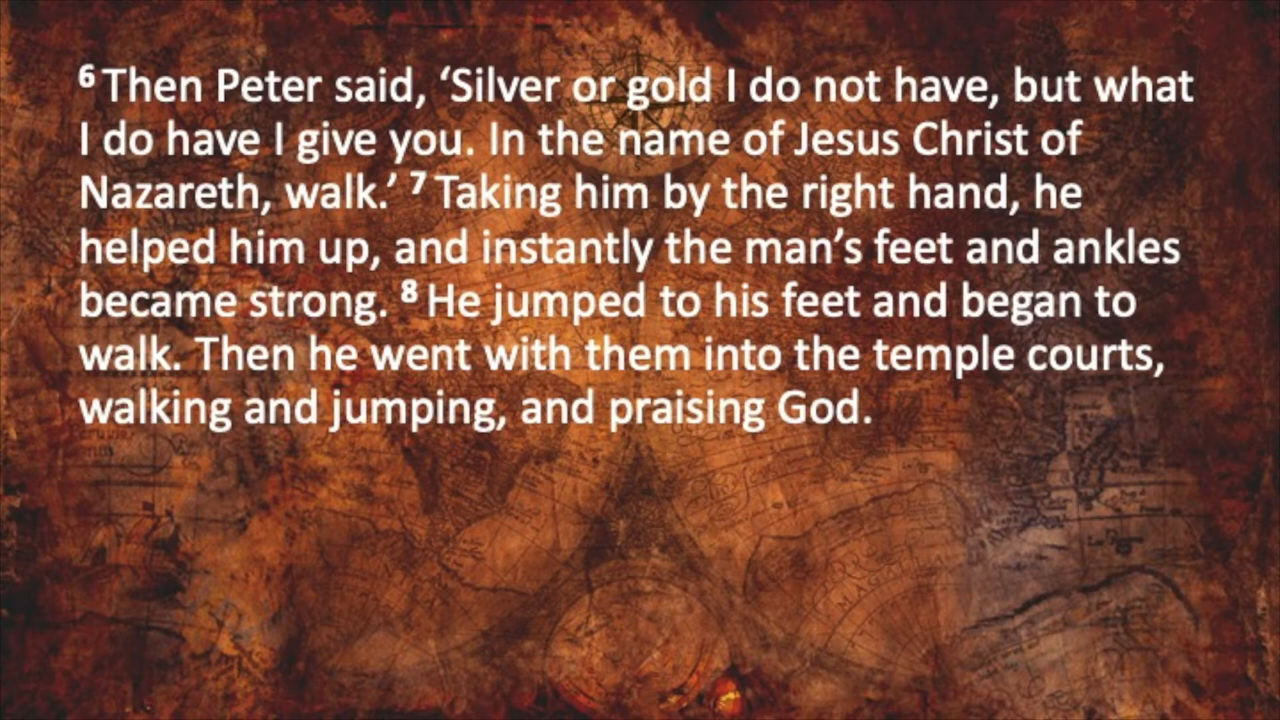 ⁶ Then Peter said, ‘Silver or gold I do not have, but what
I do have I give you. In the name of Jesus Christ of
Nazareth, walk.’ ⁷ Taking him by the right hand, he
helped him up, and instantly the man’s feet and ankles
became strong. ⁸ He jumped to his feet and began to
walk. Then he went with them into the temple courts,
walking and jumping, and praising God.